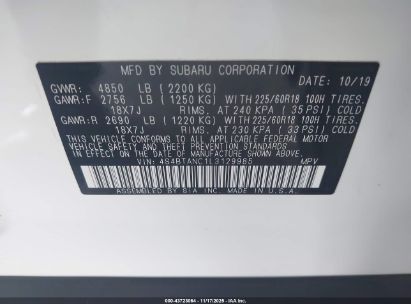 MFD. BY SUBARU CORPORATION DATE: 10/19
GVWR: 4850 LB (2200 KG)
GAWR:F 2756 LB (1250 KG) WITH 225/60R18 100H TIRES.
18X7J RIMS. AT 240 KPA (35 PSI) COLD
GAWR:R 2690 LB (1220 KG) WITH 225/60R18 100H TIRES.
18X7J RIMS. AT 230 KPA (33 PSI) COLD
THIS VEHICLE CONFORMS TO ALL APPLICABLE FEDERAL MOTOR
VEHICLE SAFETY AND BUMPER STANDARDS IN EFFECT ON THE
DATE OF MANUFACTURE SHOWN ABOVE.
VIN: 4S4BTANC1L3129985 MPV
ASSEMBLED BY SIA INC. MADE IN U.S.A.